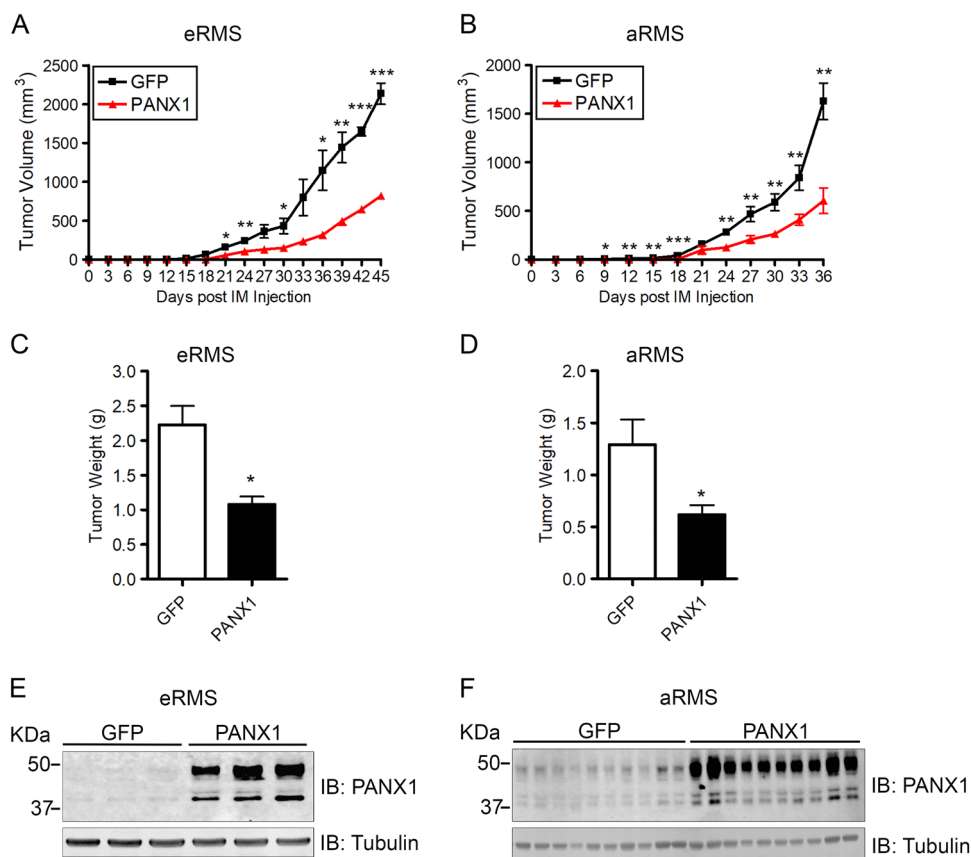 A
eRMS
Tumor Volume (mm3)
2500
2000
1500
1000
500
0
GFP
PANX1
* ** * * ** *** ***
0 3 6 9 12 15 18 21 24 27 30 33 36 39 42 45
Days post IM Injection
B
aRMS
Tumor Volume (mm3)
2000
1500
1000
500
0
GFP
PANX1
* ** ** *** ** ** ** ** **
0 3 6 9 12 15 18 21 24 27 30 33 36
Days post IM Injection
C
eRMS
Tumor Weight (g)
3.0
2.5
2.0
1.5
1.0
0.5
0.0
*
GFP
PANX1
D
aRMS
Tumor Weight (g)
2.0
1.5
1.0
0.5
0.0
*
GFP
PANX1
E
eRMS
KDa
GFP PANX1
50
37
IB: PANX1
IB: Tubulin
F
aRMS
KDa
GFP PANX1
50
37
IB: PANX1
IB: Tubulin